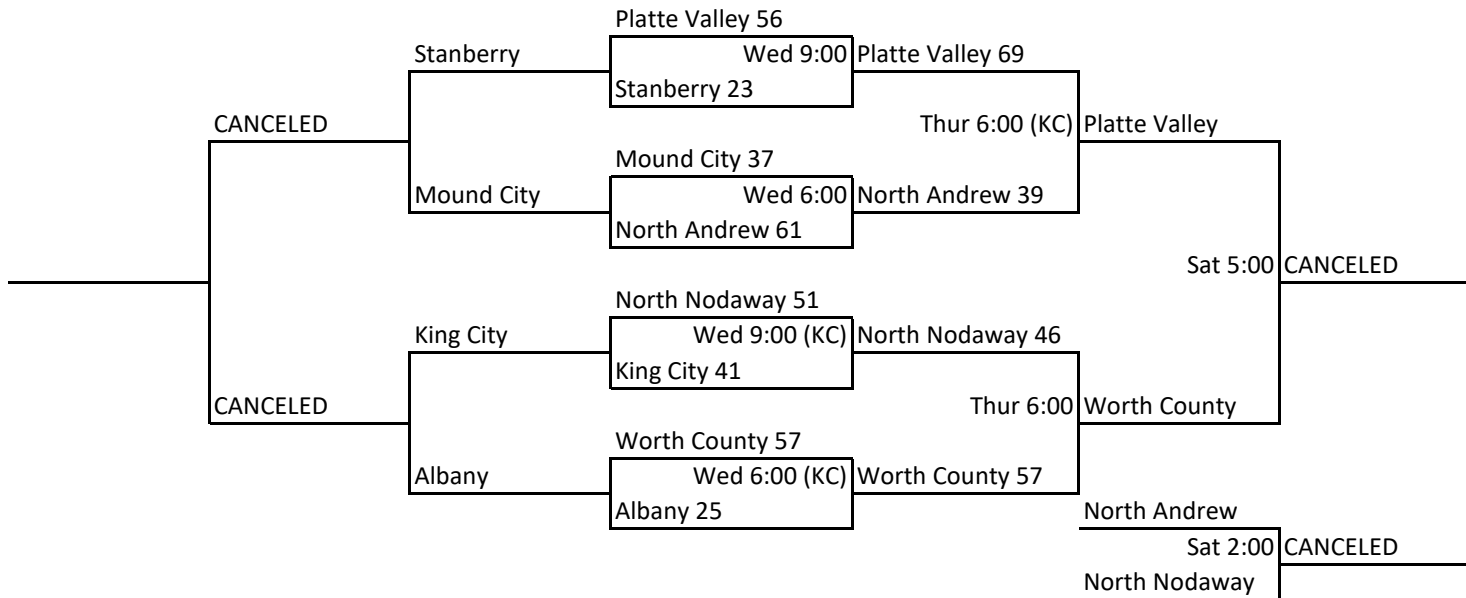 Platte Valley 56
Stanberry
Wed 9:00
Platte Valley 69
Stanberry 23
CANCELED
Thur 6:00 (KC)
Platte Valley
Mound City 37
Mound City
Wed 6:00
North Andrew 39
North Andrew 61
Sat 5:00
CANCELED
North Nodaway 51
King City
Wed 9:00 (KC)
North Nodaway 46
King City 41
CANCELED
Thur 6:00
Worth County
Worth County 57
Albany
Wed 6:00 (KC)
Worth County 57
Albany 25
North Andrew
Sat 2:00
CANCELED
North Nodaway